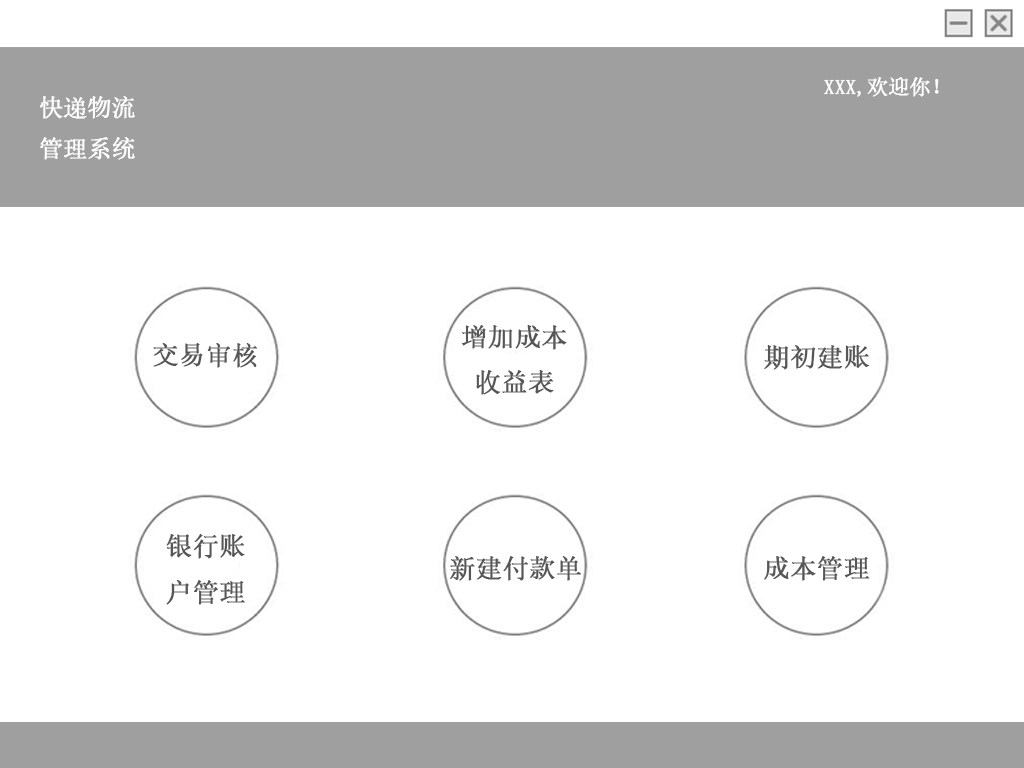 XXX,欢迎你!
快递物流
管理系统
交易审核
增加成本
收益表
期初建账
银行账
户管理
新建付款单
成本管理